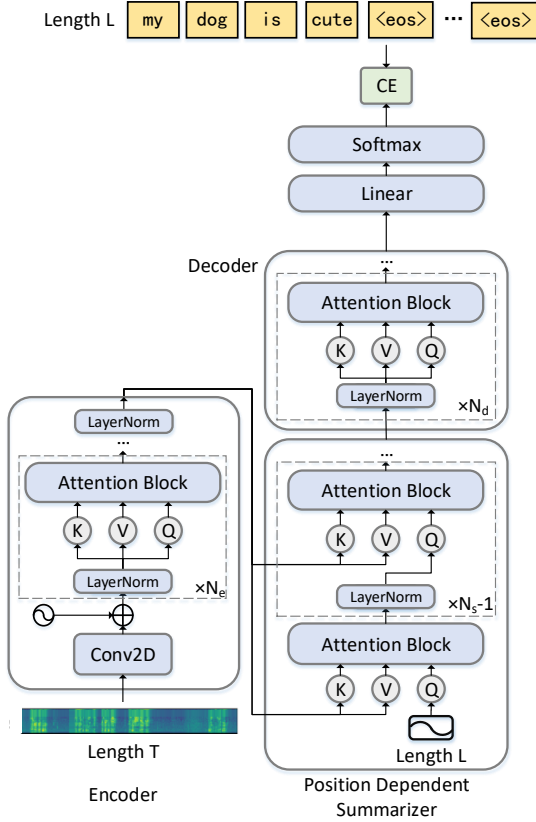 Length L my dog is cute <eos> ... <eos>
CE
Softmax
Linear
Decoder
...
Attention Block
K V Q
LayerNorm
×Nd
LayerNorm
...
Attention Block
K V Q
LayerNorm
×Ne
Conv2D
Length T
Encoder
...
Attention Block
K V Q
LayerNorm
×Ns-1
Attention Block
K V Q
Length L
Position Dependent
Summarizer